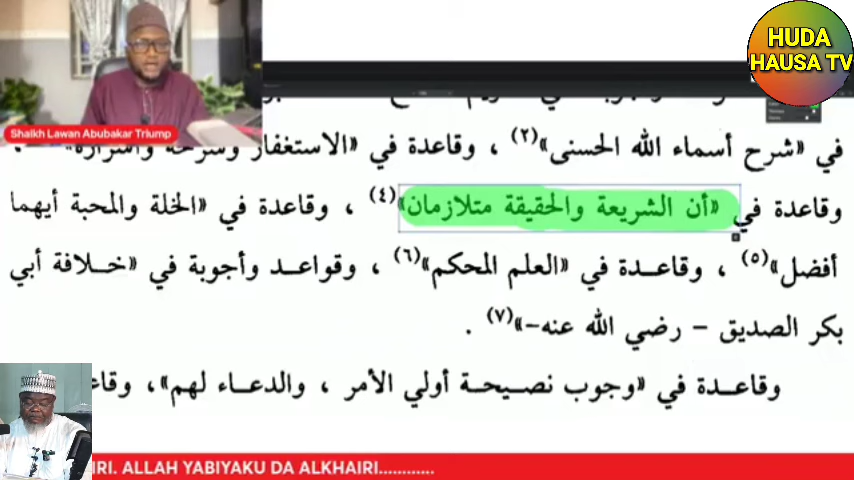 HUDA
HAUSA TV
Shaikh Lawan Abubakar Triump
في «شرح أسماء الله الحسنى»(٢) ، وقاعدة في «الاستغفار وشرحه وأسراره»
وقاعدة في «أن الشريعة والحقيقة متلازمان»(٤) ، وقاعدة في «الخلة والمحبة أيهما
أفضل»(٥) ، وقاعدة في «العلم المحكم»(٦) ، وقواعد وأجوبة في «خلافة أبي
بكر الصديق – رضي الله عنه-»(٧) .
وقاعدة في «وجوب نصيحة أولي الأمر ، والدعاء لهم» ،
IRI. ALLAH YABIYAKU DA ALKHAIRI............